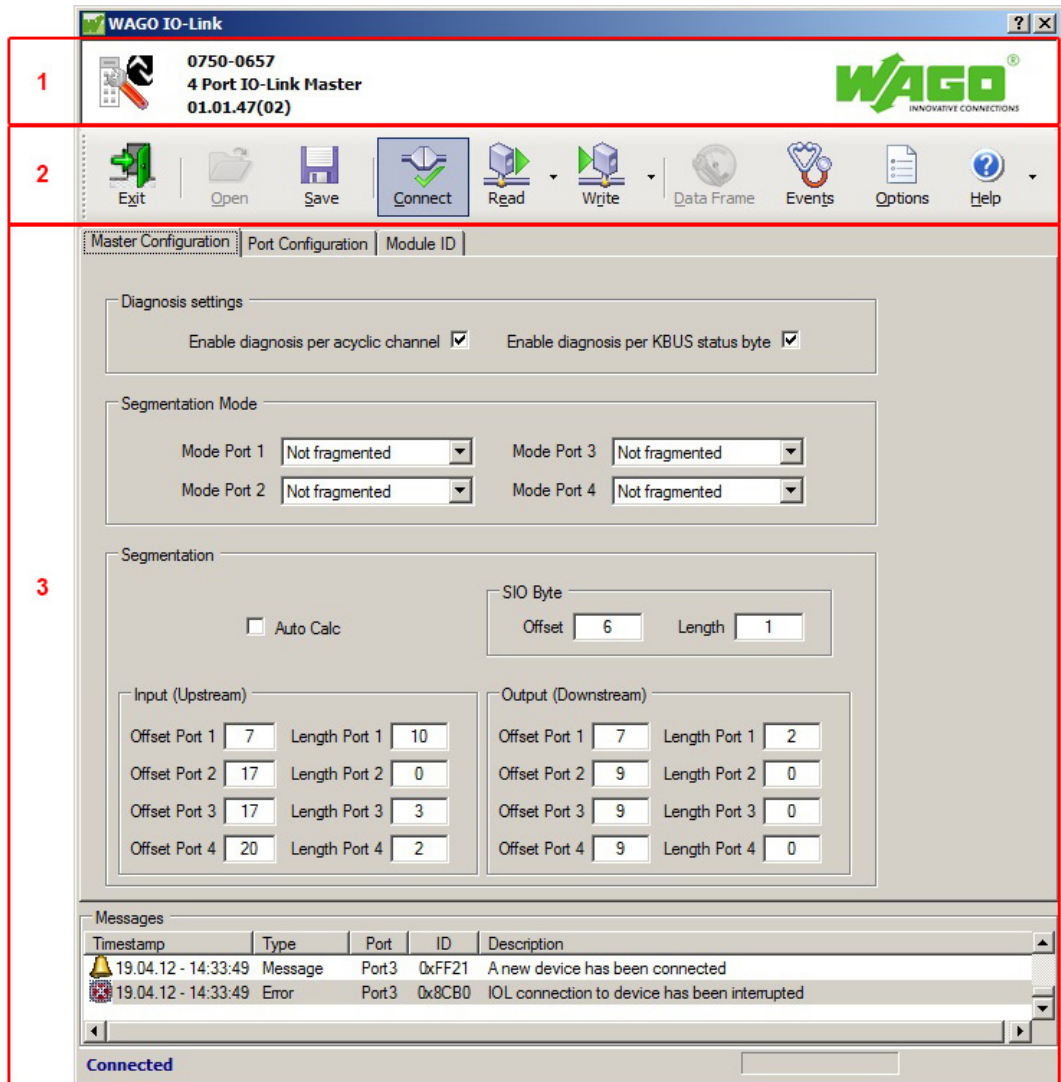 WAGO IO-Link
1
0750-0657
4 Port IO-Link Master
01.01.47(02)
WAGO®
INNOVATIVE CONNECTIONS
2
Exit Open Save Connect Read Write Data Frame Events Options Help
Master Configuration Port Configuration Module ID
3
Diagnosis settings
Enable diagnosis per acyclic channel Enable diagnosis per KBUS status byte
Segmentation Mode
Mode Port 1 Not fragmented Mode Port 3 Not fragmented
Mode Port 2 Not fragmented Mode Port 4 Not fragmented
Segmentation
SIO Byte
Auto Calc Offset 6 Length 1
Input (Upstream) Output (Downstream)
Offset Port 1 7 Length Port 1 10 Offset Port 1 7 Length Port 1 2
Offset Port 2 17 Length Port 2 0 Offset Port 2 9 Length Port 2 0
Offset Port 3 17 Length Port 3 3 Offset Port 3 9 Length Port 3 0
Offset Port 4 20 Length Port 4 2 Offset Port 4 9 Length Port 4 0
Messages
Timestamp Type Port ID Description
19.04.12 - 14:33:49 Message Port3 0xFF21 A new device has been connected
19.04.12 - 14:33:49 Error Port3 0x8CB0 IOL connection to device has been interrupted
Connected